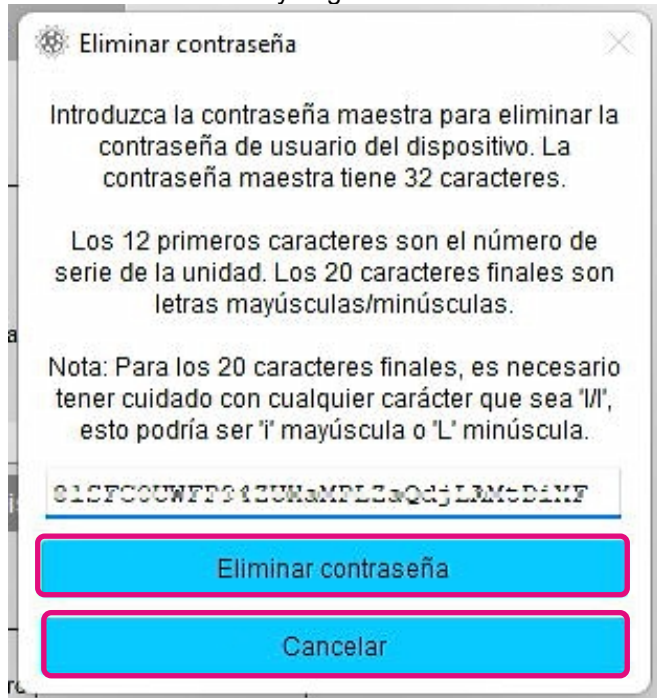 Eliminar contraseña
Introduzca la contraseña maestra para eliminar la
contraseña de usuario del dispositivo. La
contraseña maestra tiene 32 caracteres.
Los 12 primeros caracteres son el número de
serie de la unidad. Los 20 caracteres finales son
letras mayúsculas/minúsculas.
Nota: Para los 20 caracteres finales, es necesario
tener cuidado con cualquier carácter que sea 'I/l',
esto podría ser 'i' mayúscula o 'L' minúscula.
Eliminar contraseña
Cancelar